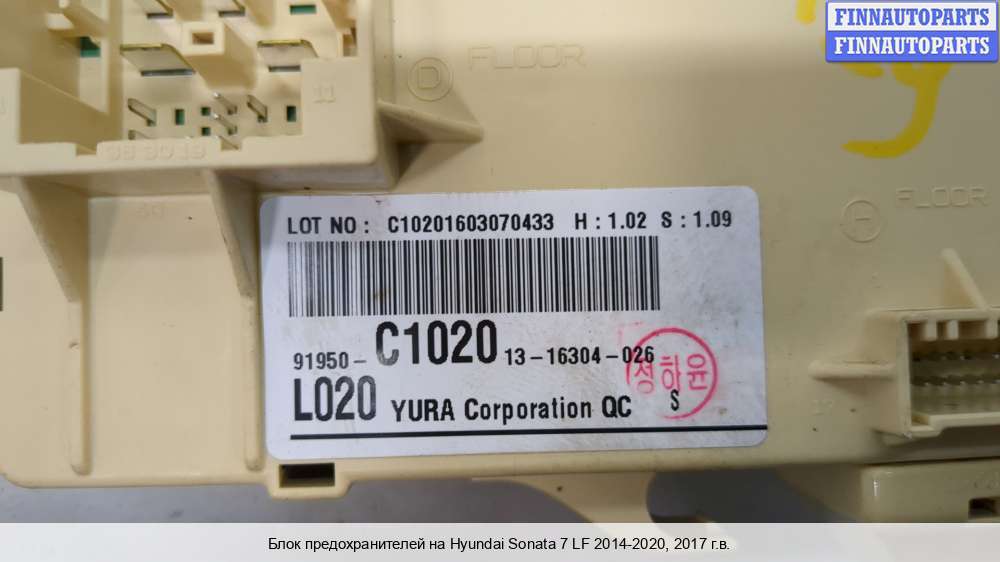 FINNAUTOPARTS
FINNAUTOPARTS
D FLOOR
11
H FLOOR
LOT NO : C10201603070433 H : 1.02 S : 1.09
91950-C1020 13-16304-026
정하윤
L020 YURA Corporation QC S
Блок предохранителей на Hyundai Sonata 7 LF 2014-2020, 2017 г.в.